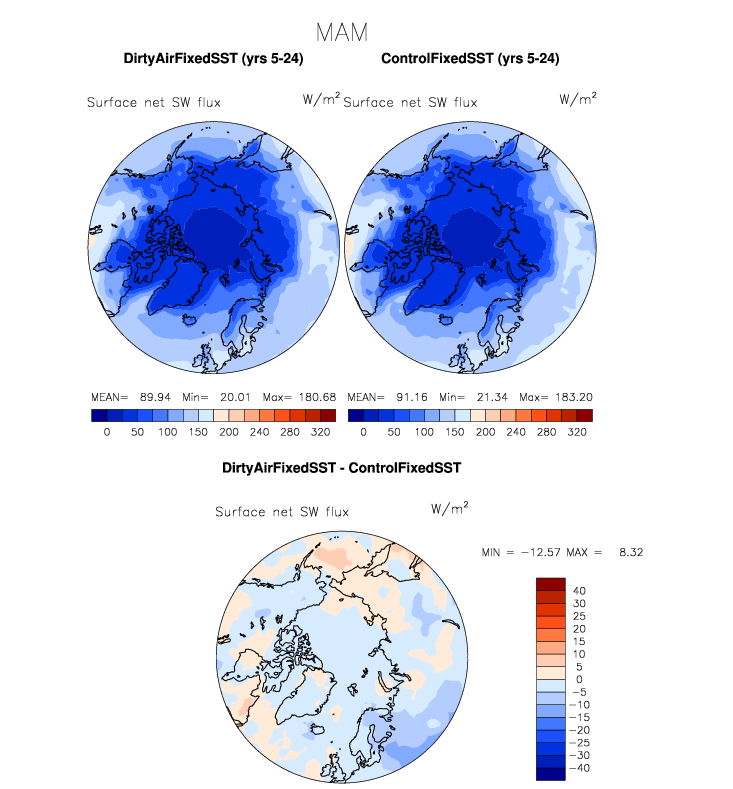 MAM
DirtyAirFixedSST (yrs 5-24) ControlFixedSST (yrs 5-24)
Surface net SW flux W/m² Surface net SW flux W/m²
MEAN= 89.94 Min= 20.01 Max= 180.68 MEAN= 91.16 Min= 21.34 Max= 183.20
0 50 100 150 200 240 280 320 0 50 100 150 200 240 280 320
DirtyAirFixedSST - ControlFixedSST
Surface net SW flux W/m²
MIN = −12.57 MAX = 8.32
40
30
25
20
15
10
5
0
−5
−10
−15
−20
−25
−30
−40